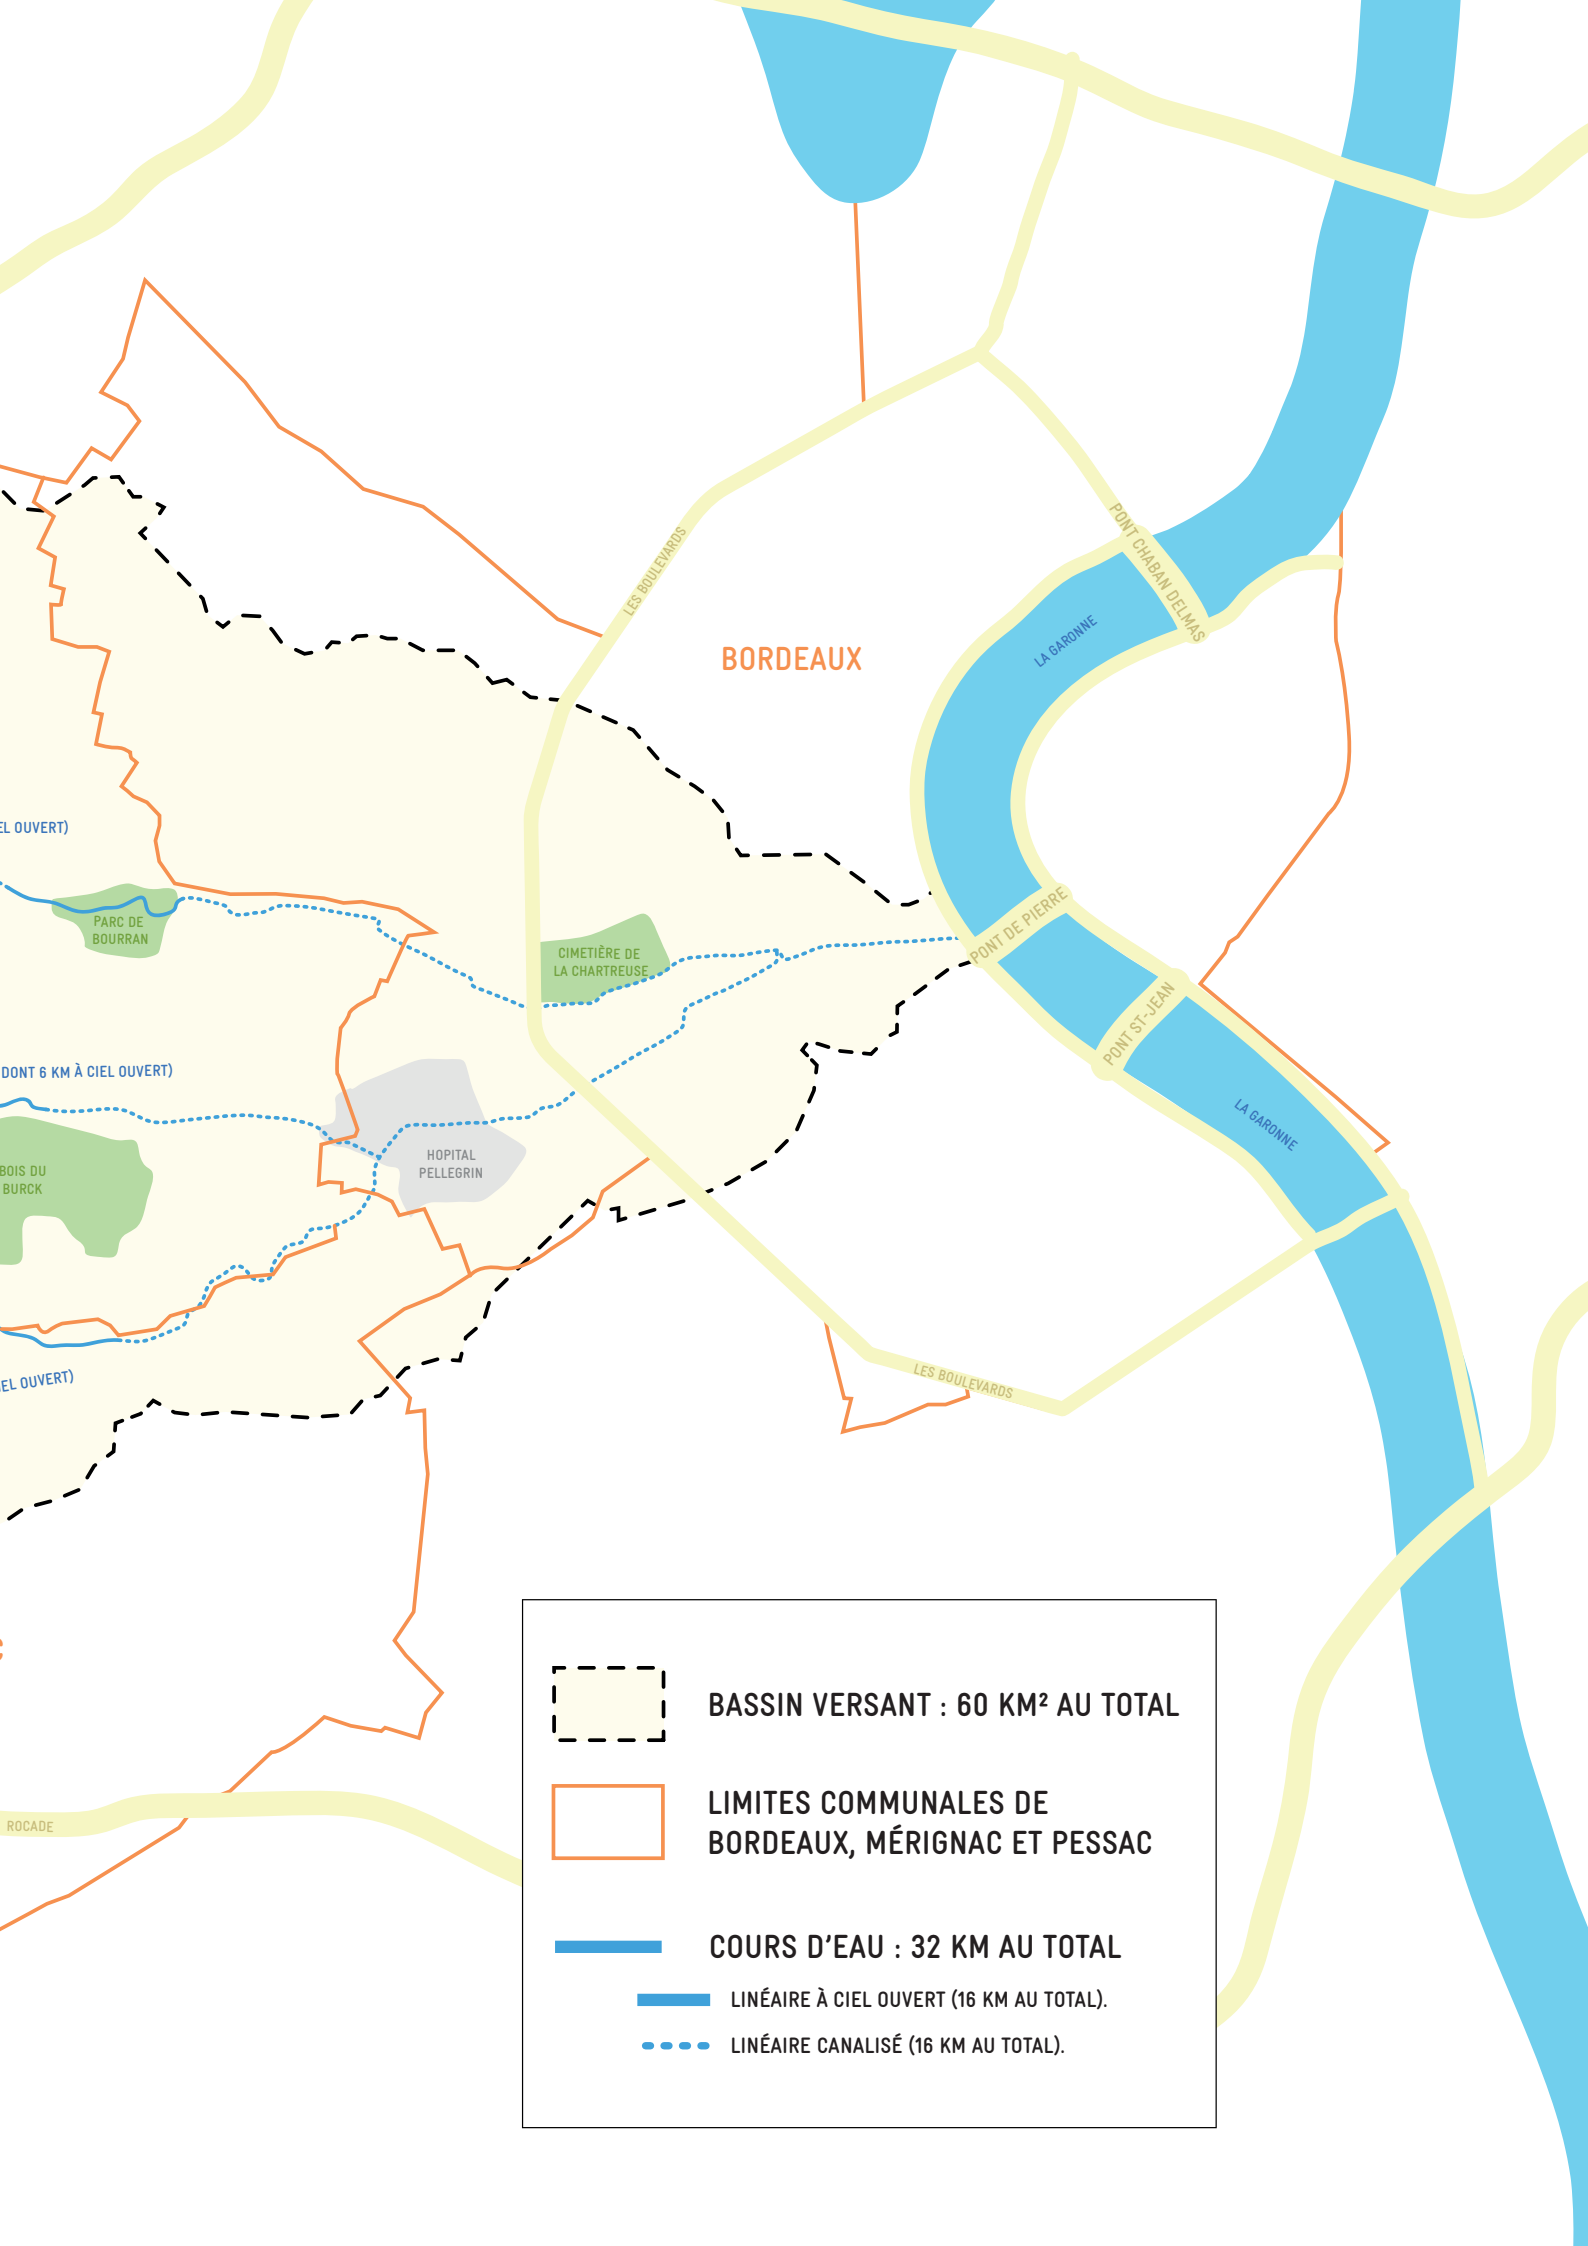 PONT CHABAN DELMAS
LES BOULEVARDS
LA GARONNE
BORDEAUX
EL OUVERT)
PARC DE
BOURRAN
PONT DE PIERRE
CIMETIÈRE DE
LA CHARTREUSE
PONT ST-JEAN
DONT 6 KM À CIEL OUVERT)
LA GARONNE
HOPITAL
PELLEGRIN
BOIS DU
BURCK
EL OUVERT)
LES BOULEVARDS
BASSIN VERSANT : 60 KM² AU TOTAL
LIMITES COMMUNALES DE
BORDEAUX, MÉRIGNAC ET PESSAC
ROCADE
COURS D'EAU : 32 KM AU TOTAL
LINÉAIRE À CIEL OUVERT (16 KM AU TOTAL).
LINÉAIRE CANALISÉ (16 KM AU TOTAL).